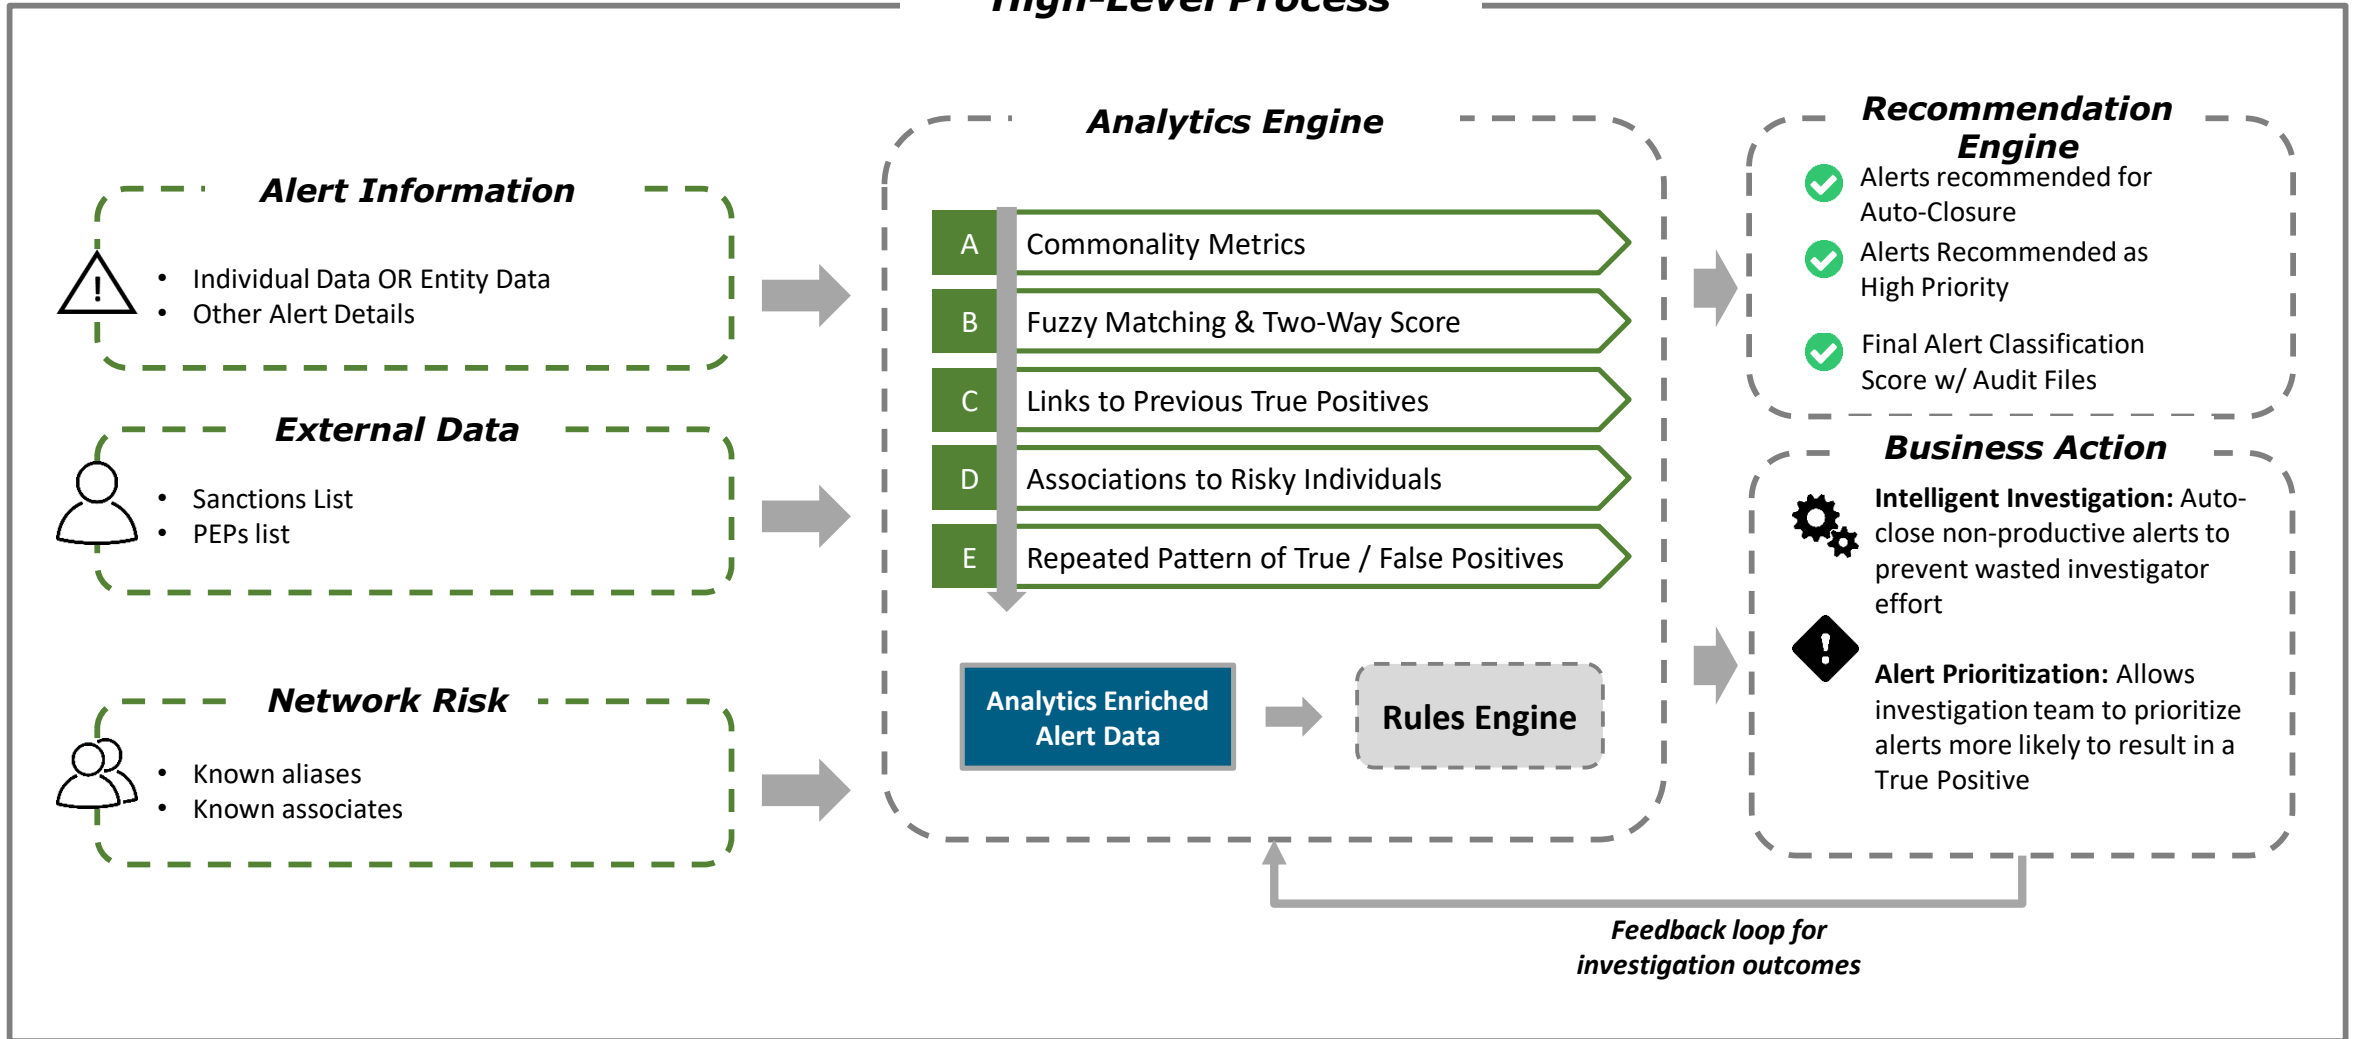 High-Level Process
Alert Information
!
• Individual Data OR Entity Data
• Other Alert Details
External Data
• Sanctions List
• PEPs list
Network Risk
• Known aliases
• Known associates
Analytics Engine
A Commonality Metrics
B Fuzzy Matching & Two-Way Score
C Links to Previous True Positives
D Associations to Risky Individuals
E Repeated Pattern of True / False Positives
Analytics Enriched
Alert Data
Rules Engine
Recommendation
Engine
Alerts recommended for
Auto-Closure
Alerts Recommended as
High Priority
Final Alert Classification
Score w/ Audit Files
Business Action
Intelligent Investigation: Auto-
close non-productive alerts to
prevent wasted investigator
effort
!
Alert Prioritization: Allows
investigation team to prioritize
alerts more likely to result in a
True Positive
Feedback loop for
investigation outcomes